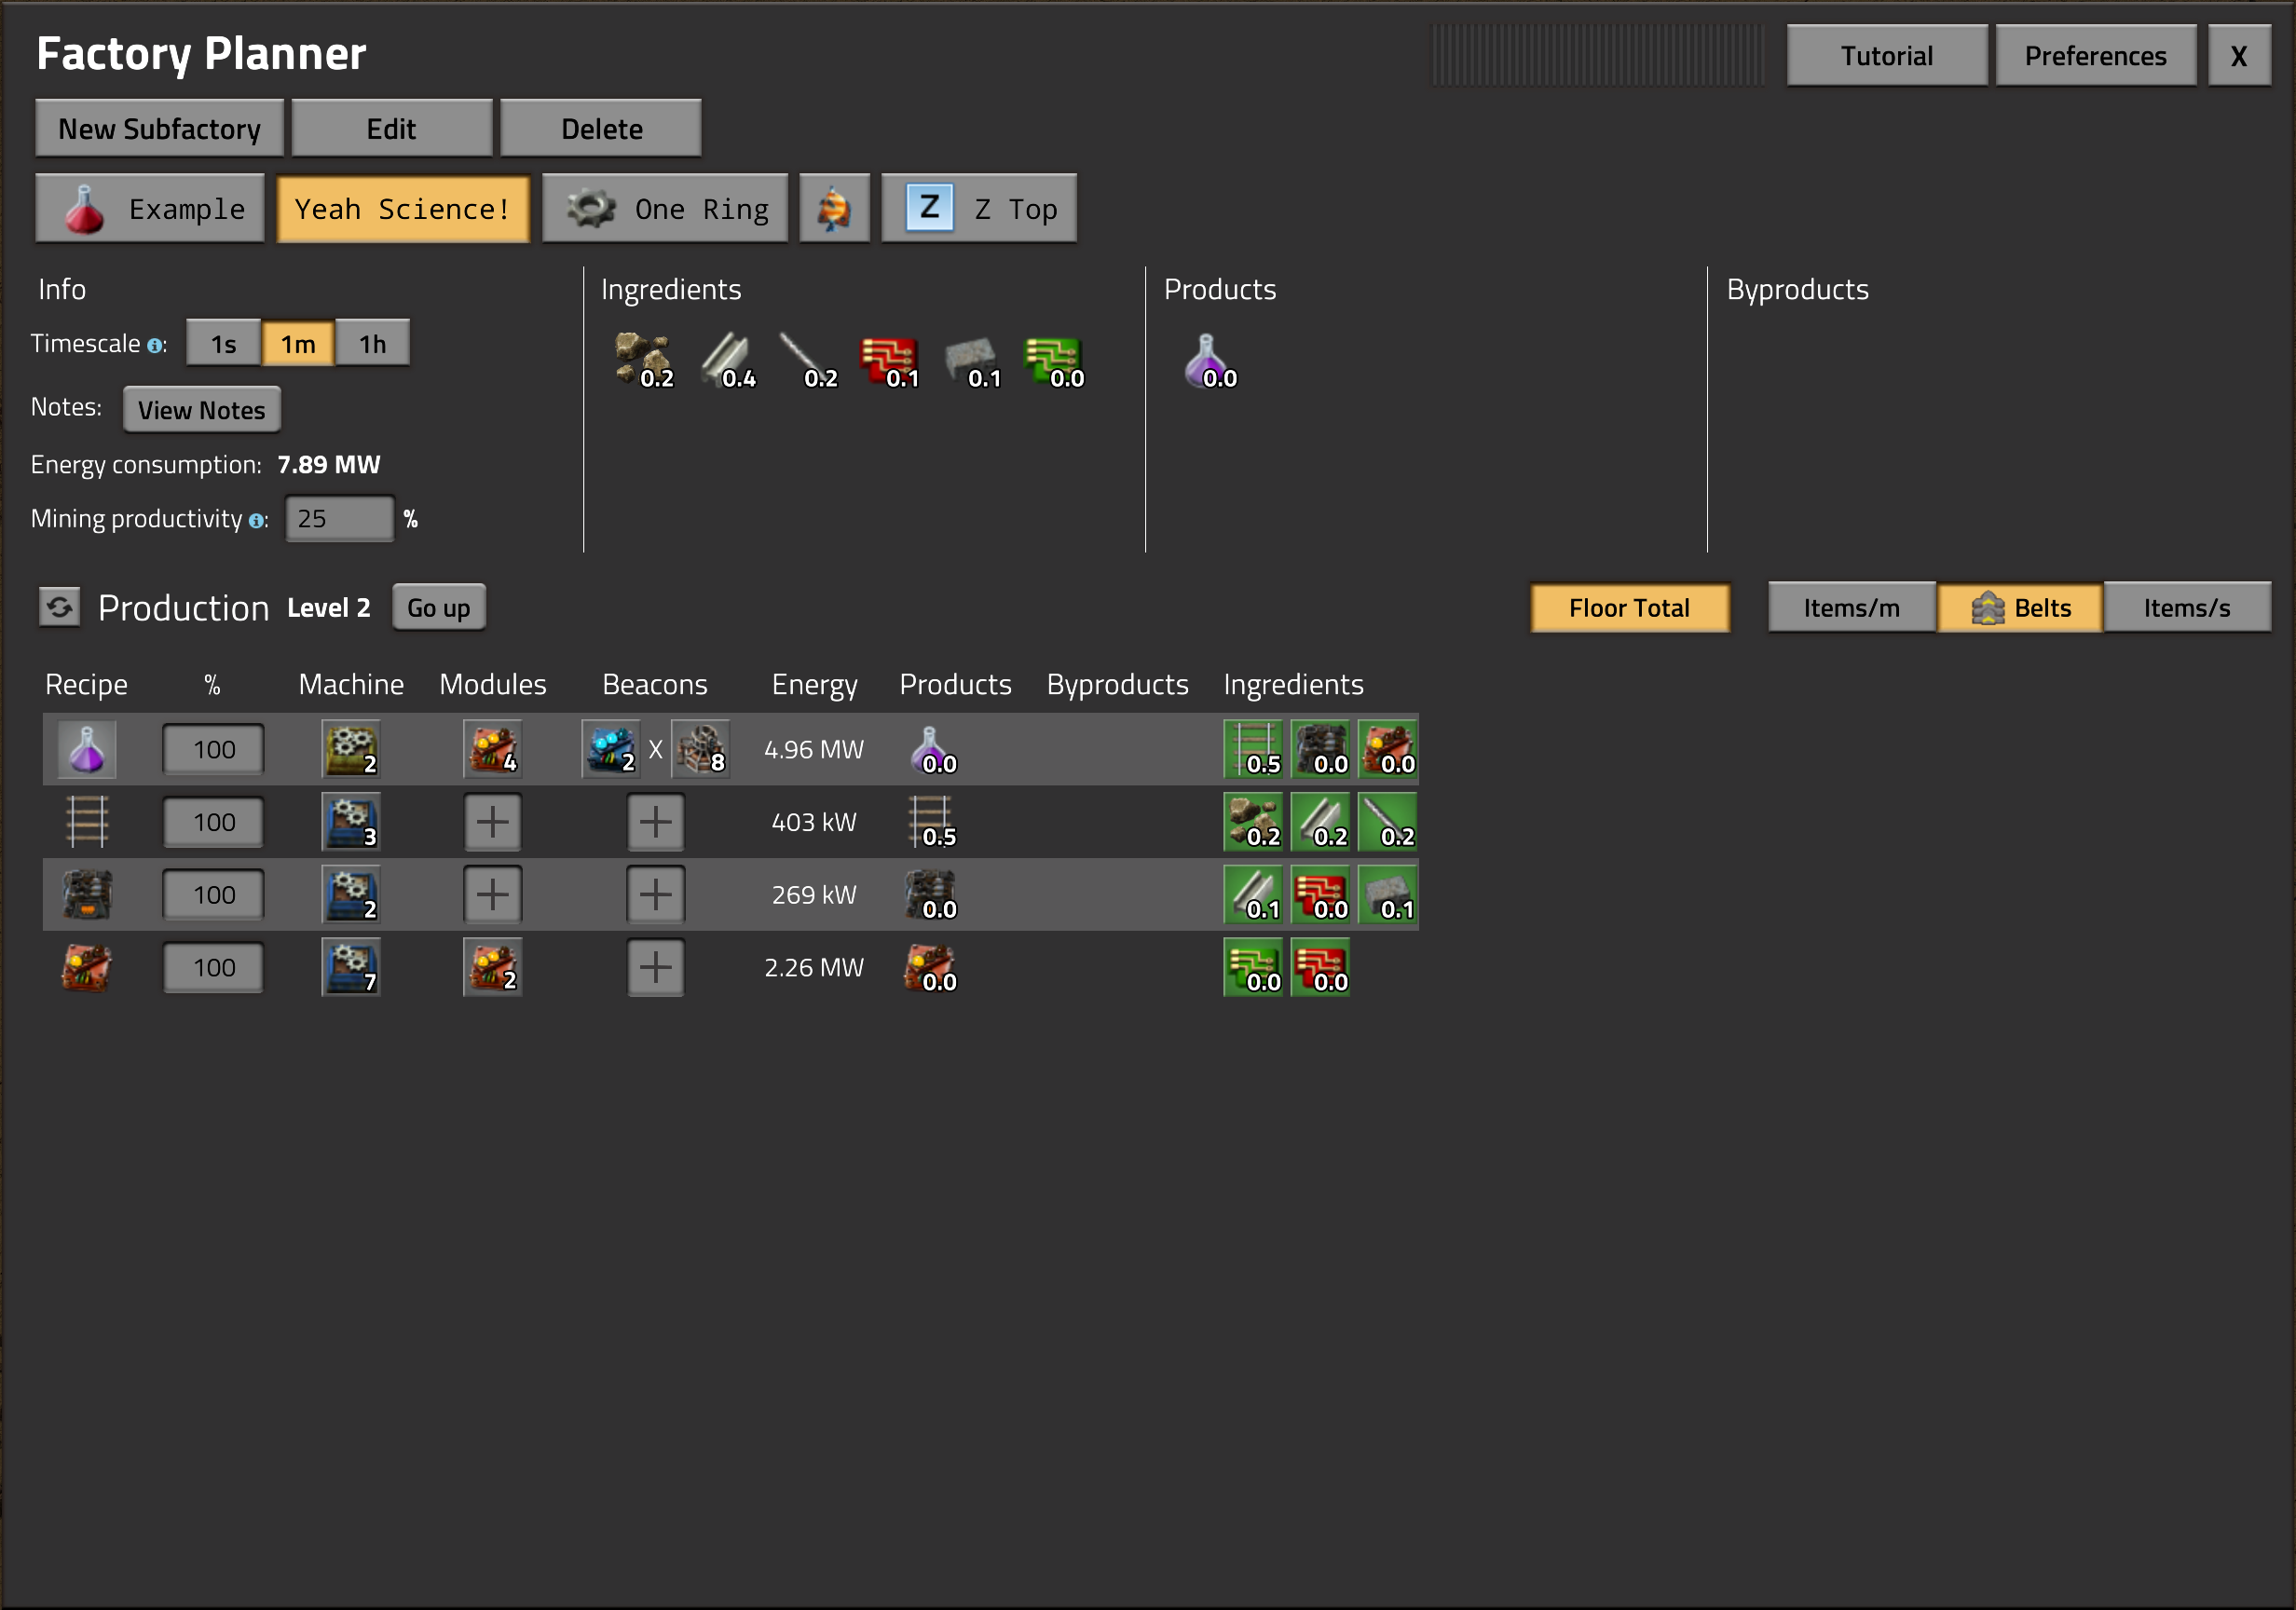 Factory Planner
Tutorial
Preferences
X
New Subfactory
Edit
Delete
Example
Yeah Science!
One Ring
Z
Z Top
Info
Ingredients
Products
Byproducts
Timescale i:
1s
1m
1h
0.2
0.4
0.2
0.1
0.1
0.0
0.0
Notes:
View Notes
Energy consumption: 7.89 MW
Mining productivity i: 25 %
Production Level 2
Go up
Floor Total
Items/m
Belts
Items/s
Recipe % Machine Modules Beacons Energy Products Byproducts Ingredients
100 2 4 2 X 8 4.96 MW 0.0 0.5 0.0 0.0
100 3 + + 403 kW 0.5 0.2 0.2 0.2
100 2 + + 269 kW 0.0 0.1 0.0 0.1
100 7 2 + 2.26 MW 0.0 0.0 0.0